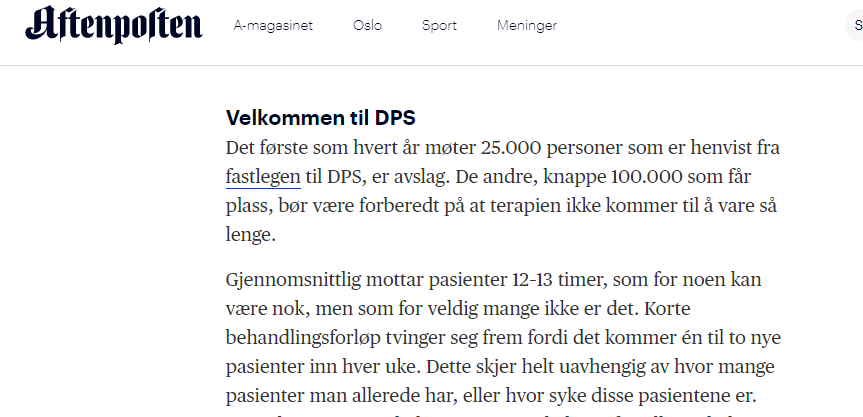 Aftenposten A-magasinet Oslo Sport Meninger S
Velkommen til DPS
Det første som hvert år møter 25.000 personer som er henvist fra
fastlegen til DPS, er avslag. De andre, knappe 100.000 som får
plass, bør være forberedt på at terapien ikke kommer til å vare så
lenge.
Gjennomsnittlig mottar pasienter 12–13 timer, som for noen kan
være nok, men som for veldig mange ikke er det. Korte
behandlingsforløp tvinger seg frem fordi det kommer én til to nye
pasienter inn hver uke. Dette skjer helt uavhengig av hvor mange
pasienter man allerede har, eller hvor syke disse pasientene er.